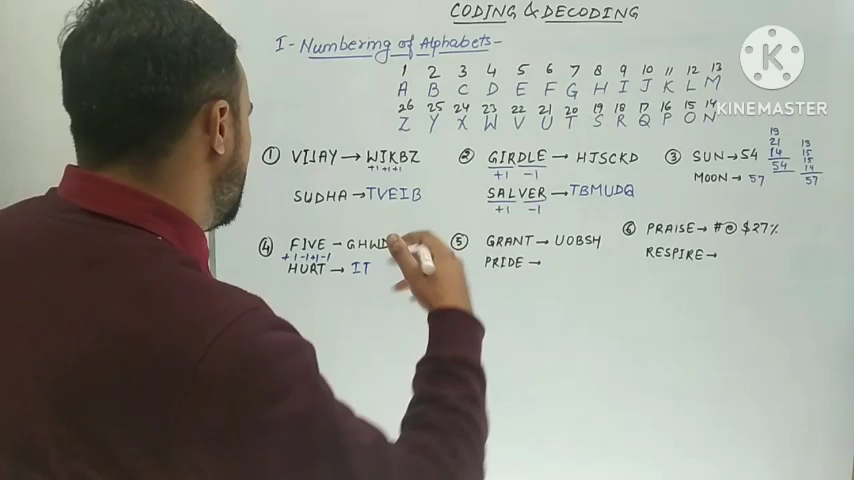 CODING & DECODING
I- Numbering of Alphabets-
1 2 3 4 5 6 7 8 9 10 11 12 13
A B C D E F G H I J K L M
26 25 24 23 22 21 20 19 18 17 16 15 14
Z Y X W V U T S R Q P O N
KINEMASTER
① VIJAY → WJKBZ
+1 +1 +1
SUDHA → TVEIB
② GIRDLE → HJSCKD
+1 -1
SALVER → TBMUDQ
+1 -1
③ SUN → 54
MOON → 57
19
21
14
54
13
15
15
14
57
④ FIVE - GHWD
+1 -1 +1 -1
HURT → IT
⑤ GRANT → UOBSH
PRIDE →
⑥ PRAISE → #@$27%
RESPIRE →